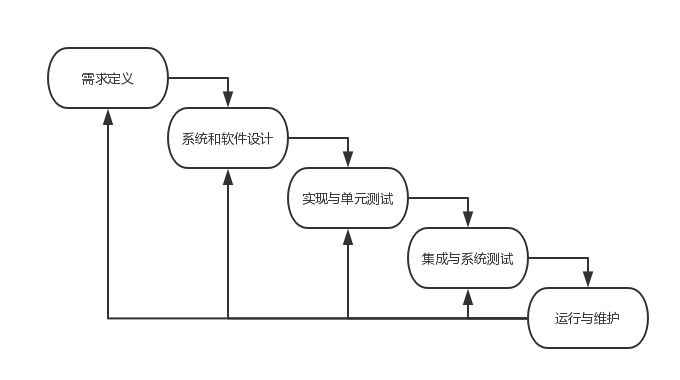 需求定义
系统和软件设计
实现与单元测试
集成与系统测试
运行与维护